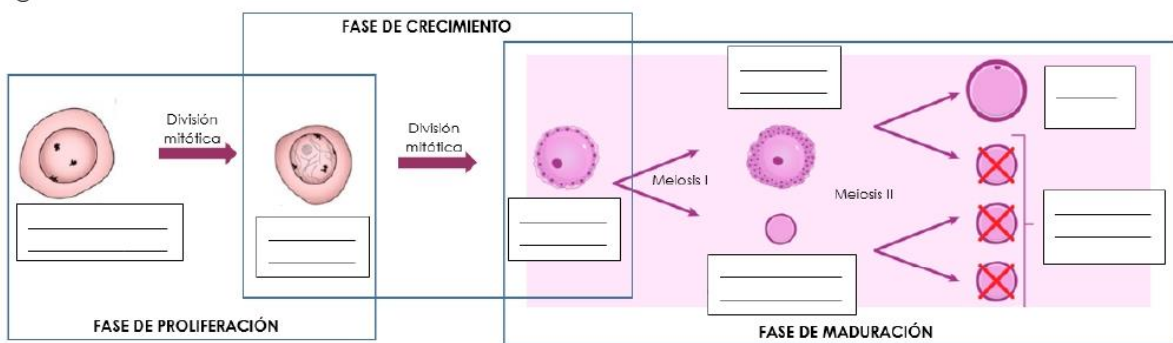 FASE DE CRECIMIENTO
División
mitótica
División
mitótica
Meiosis I
Meiosis II
FASE DE PROLIFERACIÓN
FASE DE MADURACIÓN